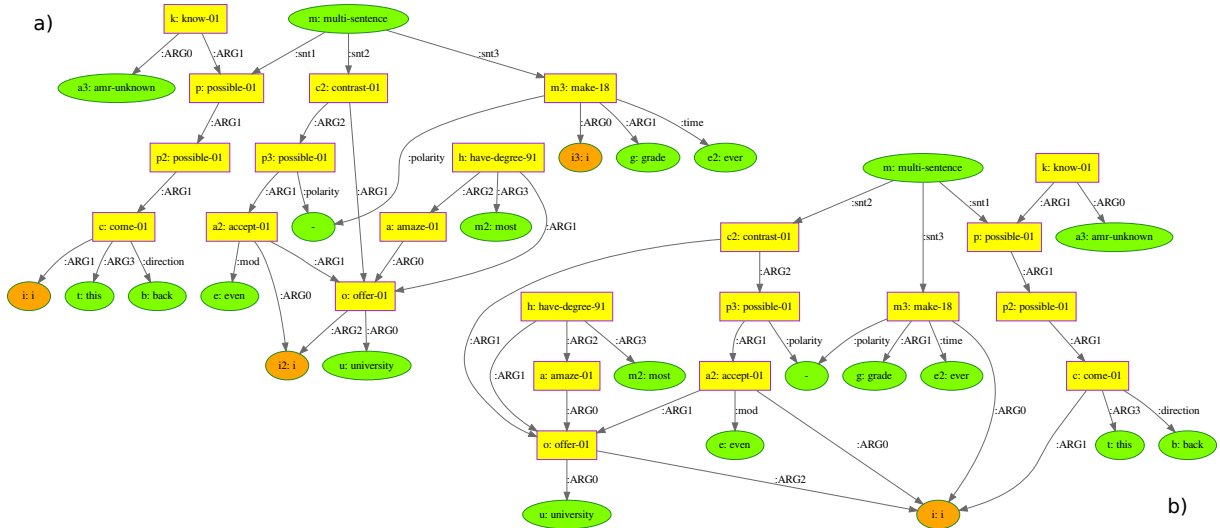 a)
k: know-01
m: multi-sentence
:ARG0
:ARG1
:snt1
:snt2
:snt3
a3: amr-unknown
p: possible-01
c2: contrast-01
m3: make-18
:ARG1
:ARG2
:polarity
:ARG0
:ARG1
:time
p2: possible-01
p3: possible-01
h: have-degree-91
i3: i
g: grade
e2: ever
:ARG1
:ARG1
:polarity
:ARG1
:ARG2
:ARG3
:ARG1
c: come-01
a2: accept-01
-
a: amaze-01
m2: most
:ARG1
:ARG3
:direction
:mod
:ARG1
:ARG0
i: i
t: this
b: back
e: even
:ARG0
o: offer-01
:ARG2
:ARG0
i2: i
u: university
m: multi-sentence
k: know-01
:snt2
:snt3
:snt1
:ARG1
:ARG0
c2: contrast-01
p: possible-01
a3: amr-unknown
:ARG2
:ARG1
h: have-degree-91
p3: possible-01
m3: make-18
p2: possible-01
:ARG1
:ARG1
:ARG2
:ARG3
:ARG1
:polarity
:polarity
:ARG1
:time
:ARG0
:ARG1
a: amaze-01
m2: most
a2: accept-01
-
g: grade
e2: ever
c: come-01
:ARG0
:ARG1
:mod
:ARG0
:ARG1
:ARG3
:direction
o: offer-01
e: even
t: this
b: back
:ARG0
:ARG2
u: university
i: i
b)